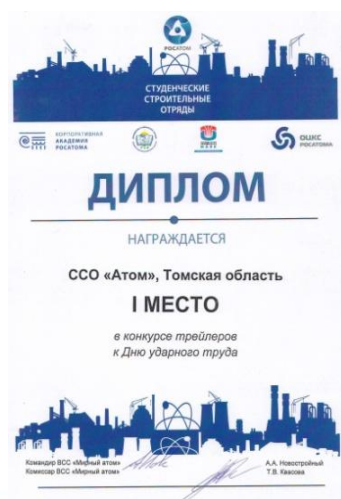 РОСАТОМ
СТУДЕНЧЕСКИЕ
СТРОИТЕЛЬНЫЕ
ОТРЯДЫ
КОРПОРАТИВНАЯ
АКАДЕМИЯ
РОСАТОМА
ОЦКС
РОСАТОМА
ДИПЛОМ
НАГРАЖДАЕТСЯ
ССО «Атом», Томская область
I МЕСТО
в конкурсе трейлеров
к Дню ударного труда
Командир ВСС «Мирный атом»
А.А. Новостройный
Комиссар ВСС «Мирный атом»
Т.В. Квасова